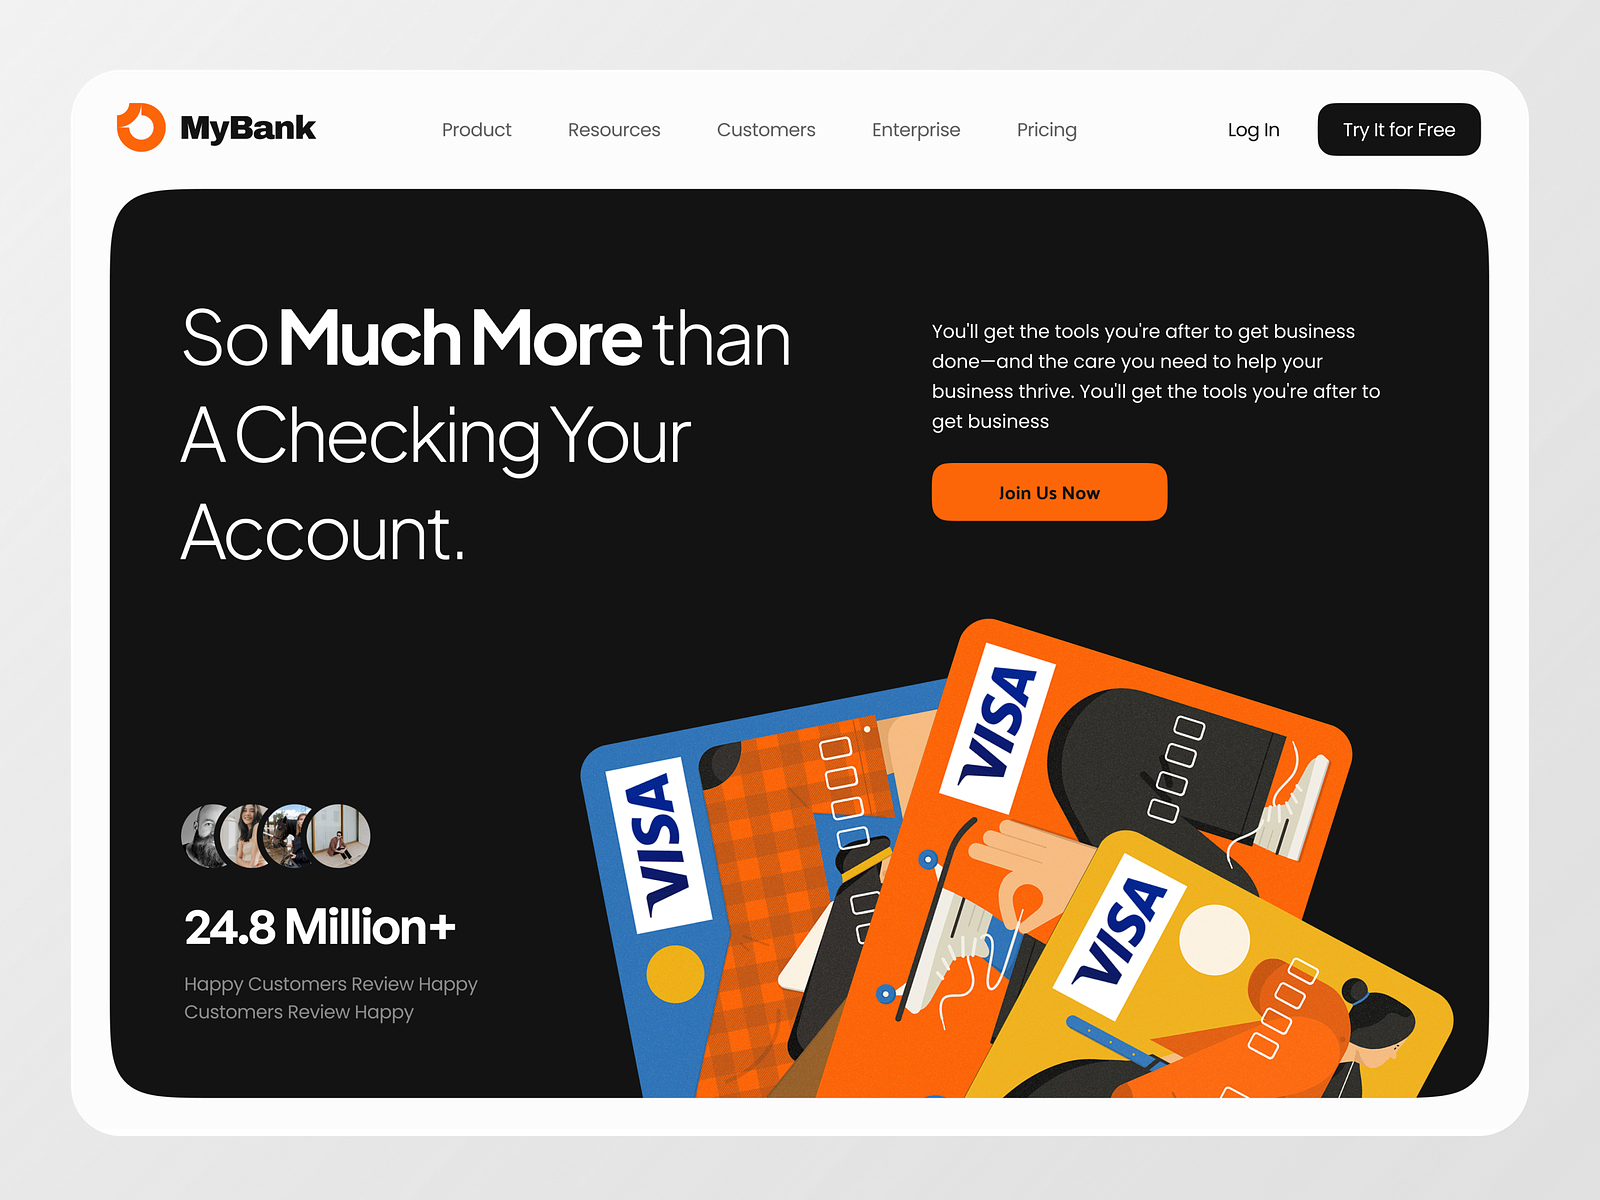 MyBank
Product
Resources
Customers
Enterprise
Pricing
Log In
Try It for Free
So Much More than
A Checking Your
Account.
You'll get the tools you're after to get business
done—and the care you need to help your
business thrive. You'll get the tools you're after to
get business
Join Us Now
VISA
VISA
VISA
24.8 Million+
Happy Customers Review Happy
Customers Review Happy